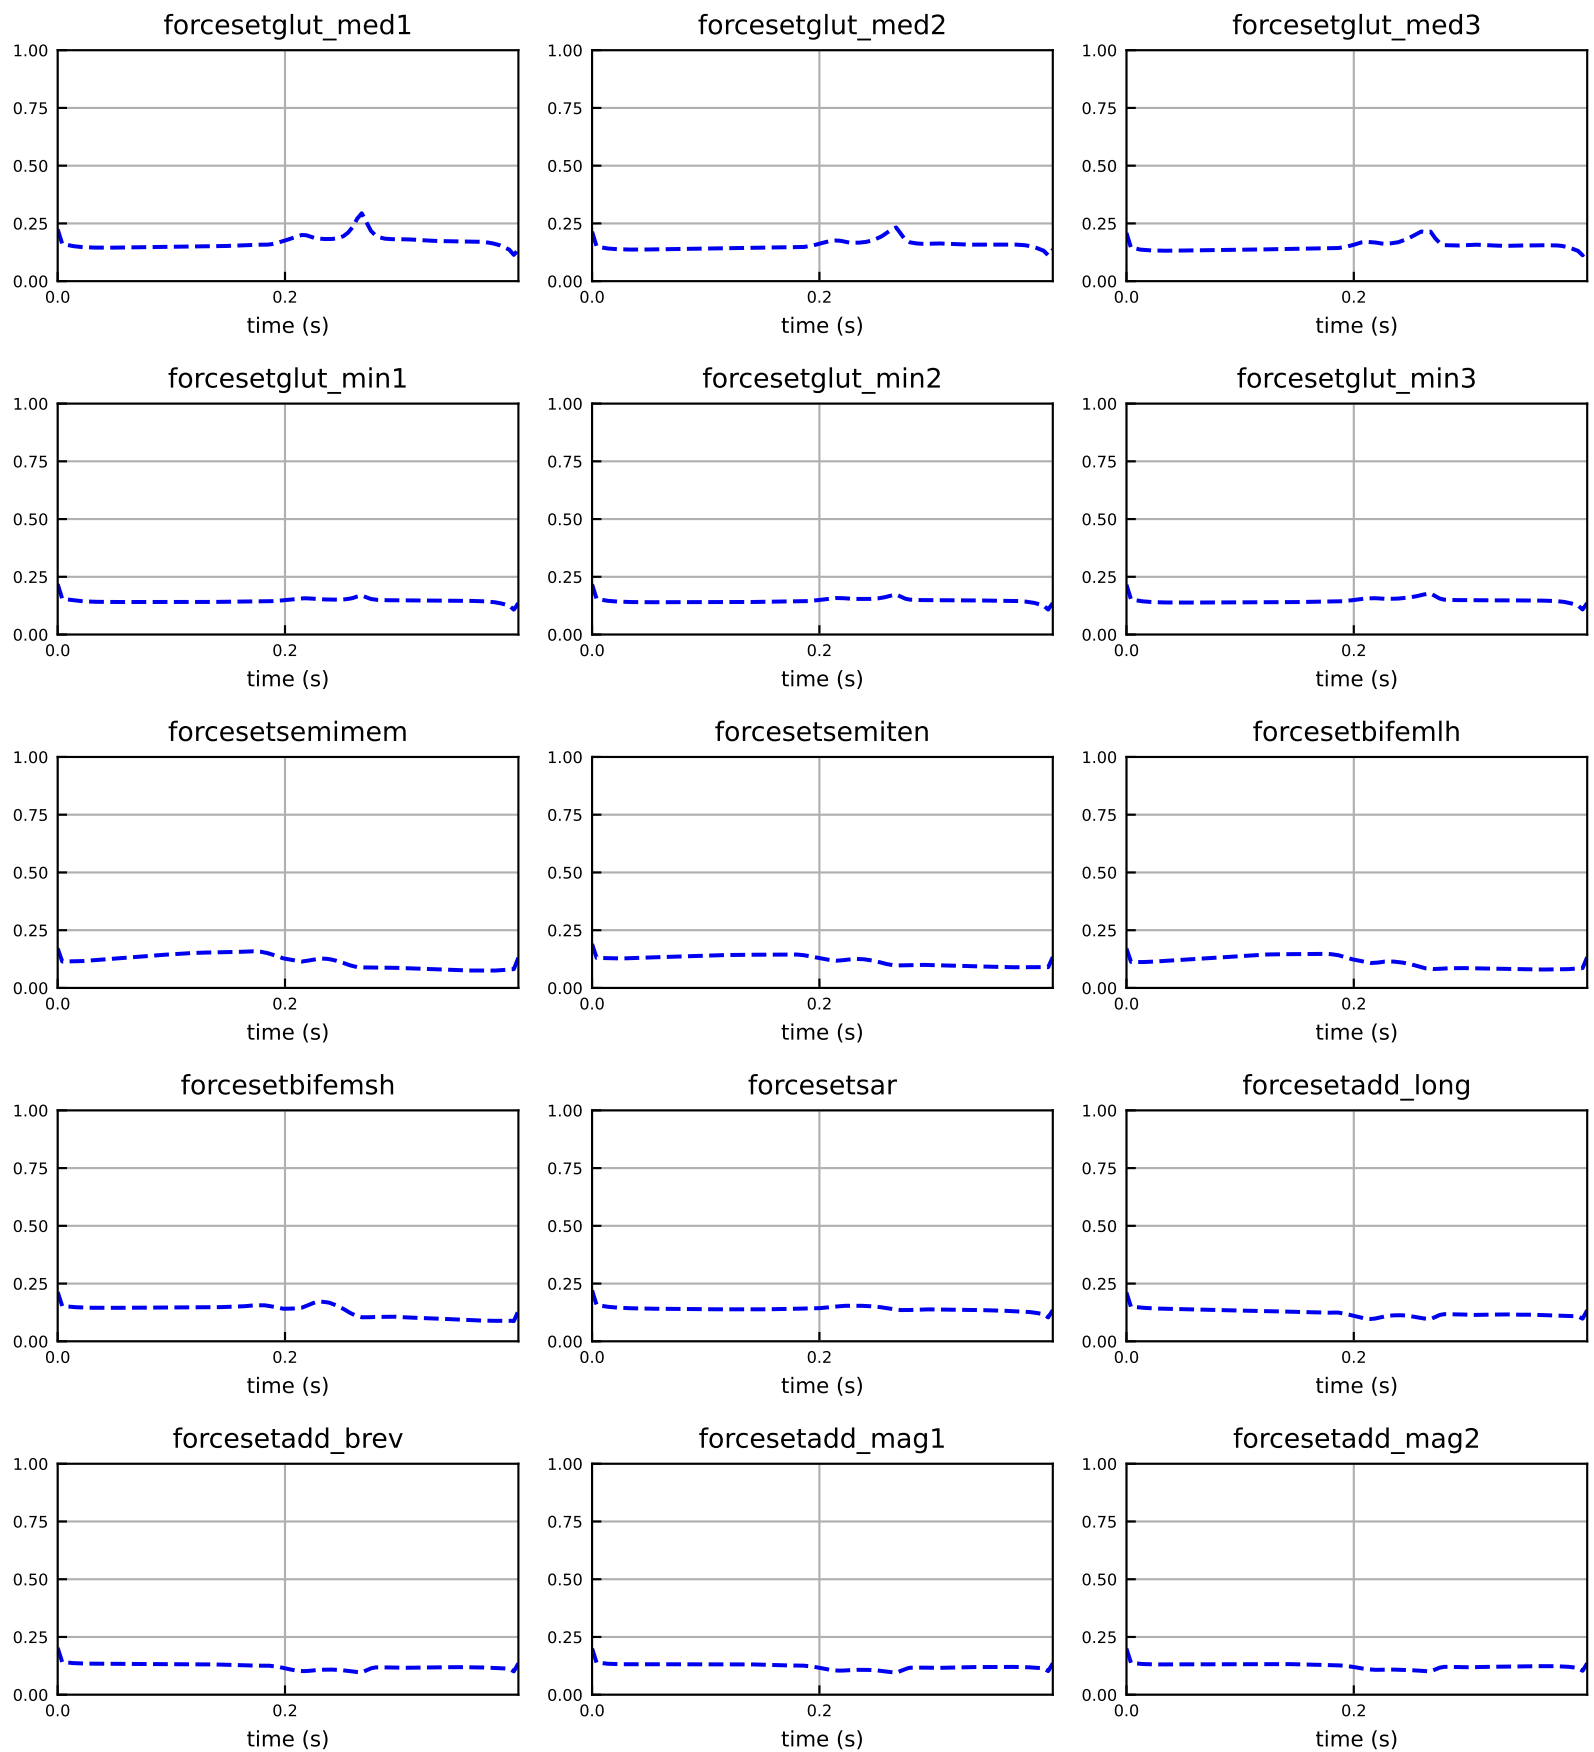 forcesetglut_med1 forcesetglut_med2 forcesetglut_med3
1.00 1.00 1.00
0.75 0.75 0.75
0.50 0.50 0.50
0.25 0.25 0.25
0.00 0.00 0.00
0.0 0.2 0.0 0.2 0.0 0.2
time (s) time (s) time (s)
forcesetglut_min1 forcesetglut_min2 forcesetglut_min3
1.00 1.00 1.00
0.75 0.75 0.75
0.50 0.50 0.50
0.25 0.25 0.25
0.00 0.00 0.00
0.0 0.2 0.0 0.2 0.0 0.2
time (s) time (s) time (s)
forcesetsemimem forcesetsemiten forcesetbifemlh
1.00 1.00 1.00
0.75 0.75 0.75
0.50 0.50 0.50
0.25 0.25 0.25
0.00 0.00 0.00
0.0 0.2 0.0 0.2 0.0 0.2
time (s) time (s) time (s)
forcesetbifemsh forcesetsar forcesetadd_long
1.00 1.00 1.00
0.75 0.75 0.75
0.50 0.50 0.50
0.25 0.25 0.25
0.00 0.00 0.00
0.0 0.2 0.0 0.2 0.0 0.2
time (s) time (s) time (s)
forcesetadd_brev forcesetadd_mag1 forcesetadd_mag2
1.00 1.00 1.00
0.75 0.75 0.75
0.50 0.50 0.50
0.25 0.25 0.25
0.00 0.00 0.00
0.0 0.2 0.0 0.2 0.0 0.2
time (s) time (s) time (s)